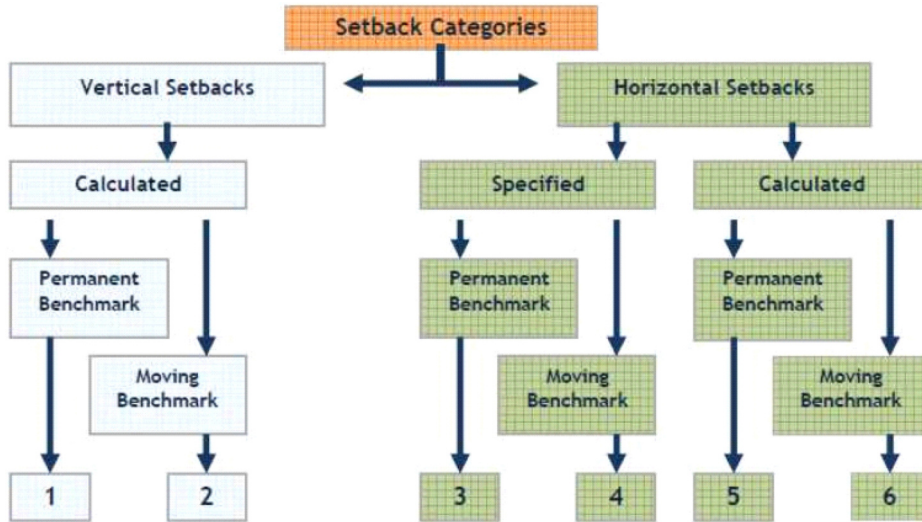 Setback Categories
Vertical Setbacks
Horizontal Setbacks
Calculated
Specified
Calculated
Permanent
Benchmark
Permanent
Benchmark
Permanent
Benchmark
Moving
Benchmark
Moving
Benchmark
Moving
Benchmark
1
2
3
4
5
6